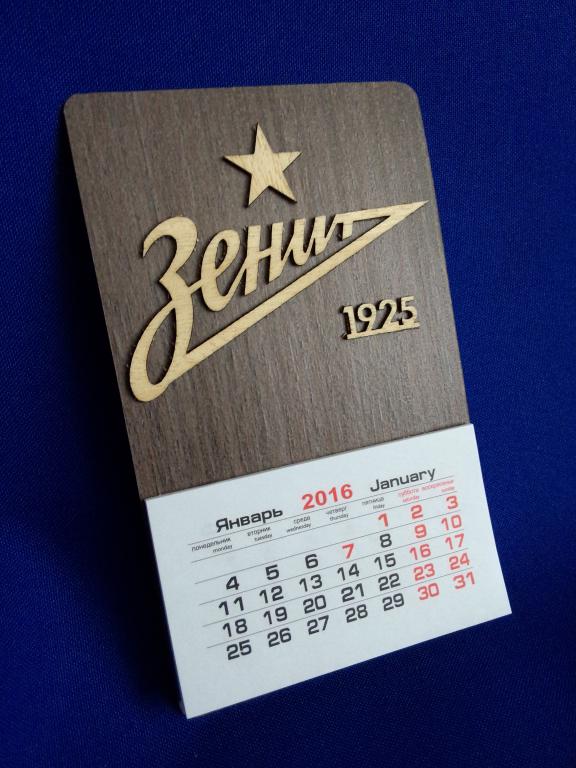 Зенит
1925
Январь 2016 January
понедельник вторник среда четверг пятница суббота воскресенье
monday tuesday wednesday thursday friday saturday sunday
1 2 3
4 5 6 7 8 9 10
11 12 13 14 15 16 17
18 19 20 21 22 23 24
25 26 27 28 29 30 31